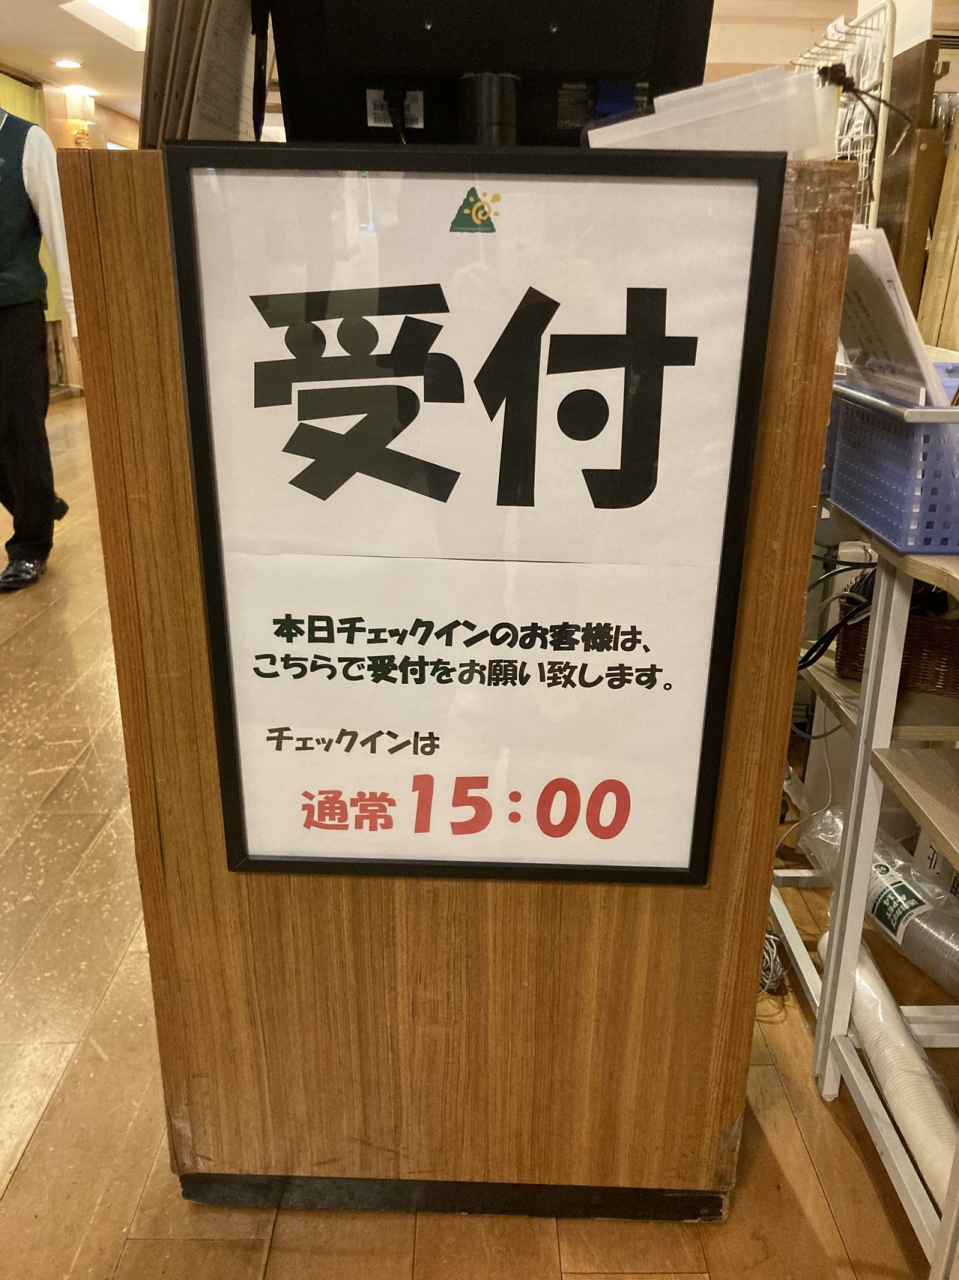 受付
本日チェックインのお客様は、
こちらで受付をお願い致します。
チェックインは
通常15:00